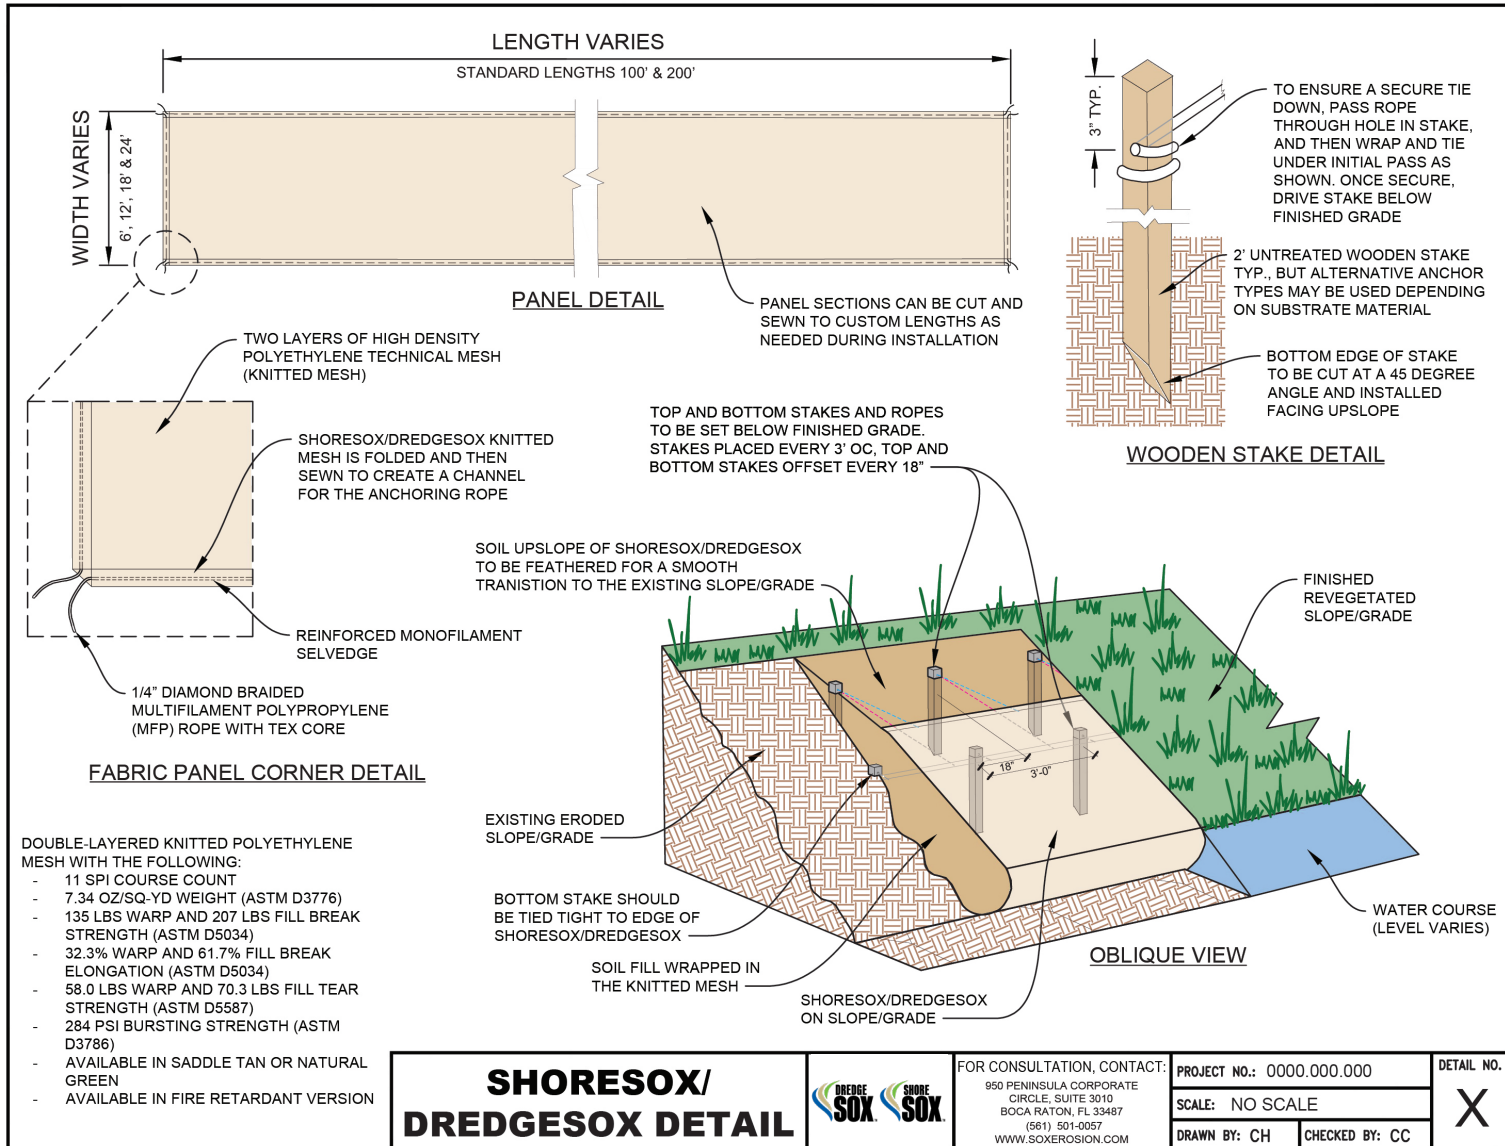 LENGTH VARIES
STANDARD LENGTHS 100' & 200'
WIDTH VARIES
6', 12', 18' & 24'
PANEL DETAIL
PANEL SECTIONS CAN BE CUT AND
SEWN TO CUSTOM LENGTHS AS
NEEDED DURING INSTALLATION
3" TYP.
TO ENSURE A SECURE TIE
DOWN, PASS ROPE
THROUGH HOLE IN STAKE,
AND THEN WRAP AND TIE
UNDER INITIAL PASS AS
SHOWN. ONCE SECURE,
DRIVE STAKE BELOW
FINISHED GRADE
2' UNTREATED WOODEN STAKE
TYP., BUT ALTERNATIVE ANCHOR
TYPES MAY BE USED DEPENDING
ON SUBSTRATE MATERIAL
BOTTOM EDGE OF STAKE
TO BE CUT AT A 45 DEGREE
ANGLE AND INSTALLED
FACING UPSLOPE
WOODEN STAKE DETAIL
TWO LAYERS OF HIGH DENSITY
POLYETHYLENE TECHNICAL MESH
(KNITTED MESH)
SHORESOX/DREDGESOX KNITTED
MESH IS FOLDED AND THEN
SEWN TO CREATE A CHANNEL
FOR THE ANCHORING ROPE
REINFORCED MONOFILAMENT
SELVEDGE
1/4" DIAMOND BRAIDED
MULTIFILAMENT POLYPROPYLENE
(MFP) ROPE WITH TEX CORE
FABRIC PANEL CORNER DETAIL
TOP AND BOTTOM STAKES AND ROPES
TO BE SET BELOW FINISHED GRADE.
STAKES PLACED EVERY 3' OC, TOP AND
BOTTOM STAKES OFFSET EVERY 18"
SOIL UPSLOPE OF SHORESOX/DREDGESOX
TO BE FEATHERED FOR A SMOOTH
TRANISTION TO THE EXISTING SLOPE/GRADE
FINISHED
REVEGETATED
SLOPE/GRADE
18"
3'-0"
EXISTING ERODED
SLOPE/GRADE
BOTTOM STAKE SHOULD
BE TIED TIGHT TO EDGE OF
SHORESOX/DREDGESOX
SOIL FILL WRAPPED IN
THE KNITTED MESH
SHORESOX/DREDGESOX
ON SLOPE/GRADE
WATER COURSE
(LEVEL VARIES)
OBLIQUE VIEW
DOUBLE-LAYERED KNITTED POLYETHYLENE
MESH WITH THE FOLLOWING:
- 11 SPI COURSE COUNT
- 7.34 OZ/SQ-YD WEIGHT (ASTM D3776)
- 135 LBS WARP AND 207 LBS FILL BREAK
STRENGTH (ASTM D5034)
- 32.3% WARP AND 61.7% FILL BREAK
ELONGATION (ASTM D5034)
- 58.0 LBS WARP AND 70.3 LBS FILL TEAR
STRENGTH (ASTM D5587)
- 284 PSI BURSTING STRENGTH (ASTM
D3786)
- AVAILABLE IN SADDLE TAN OR NATURAL
GREEN
- AVAILABLE IN FIRE RETARDANT VERSION
SHORESOX/
DREDGESOX DETAIL
DREDGE
SOX
SHORE
SOX
FOR CONSULTATION, CONTACT:
950 PENINSULA CORPORATE
CIRCLE, SUITE 3010
BOCA RATON, FL 33487
(561) 501-0057
WWW.SOXEROSION.COM
PROJECT NO.: 0000.000.000
SCALE: NO SCALE
DRAWN BY: CH
CHECKED BY: CC
DETAIL NO.
X